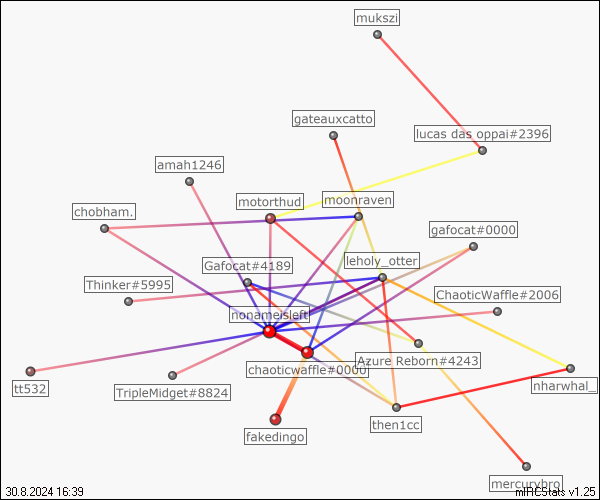 mukszi
gateauxcatto
lucas das oppai#2396
amah1246
motorthud
moonraven
chobham.
gafocat#0000
Gafocat#4189
leholy_otter
Thinker#5995
ChaoticWaffle#2006
nonameisleft
chaoticwaffle#0000
Azure Reborn#4243
tt532
TripleMidget#8824
nharwhal_
then1cc
fakedingo
mercurybro
30.8.2024 16:39
mIRCStats v1.25